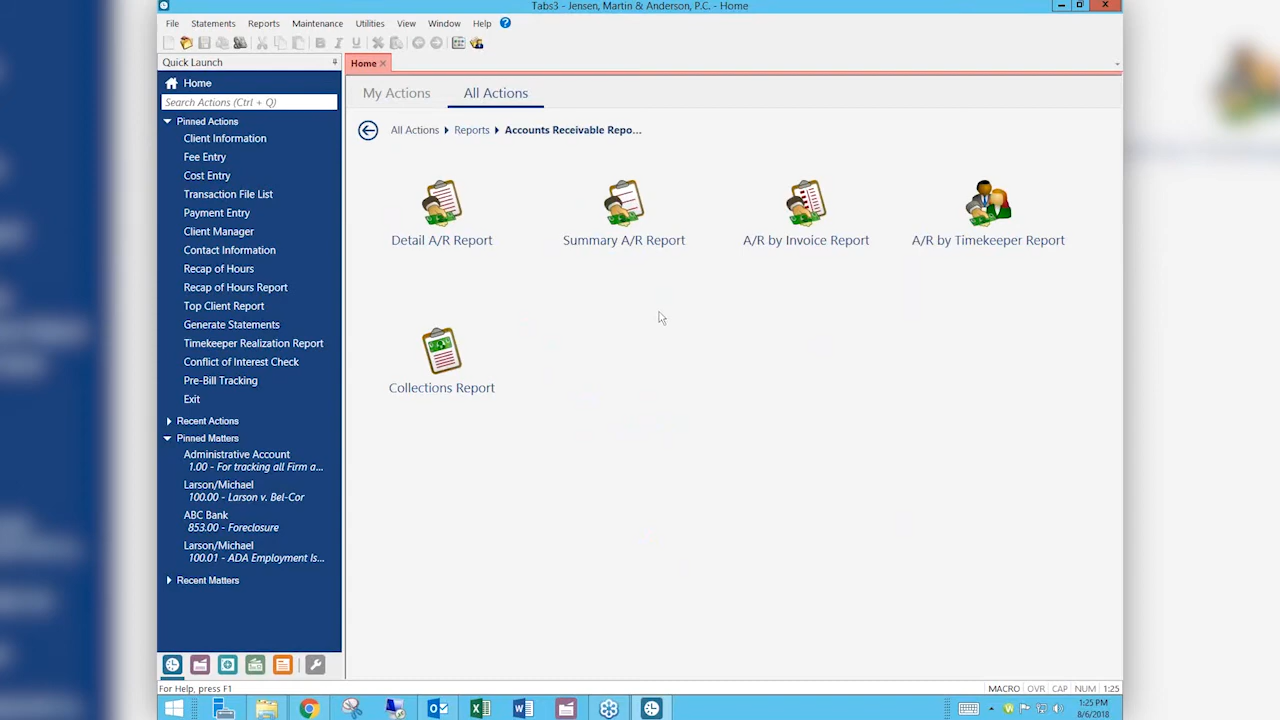 Tabs3 - Jensen, Martin & Anderson, P.C. - Home
File Statements Reports Maintenance Utilities View Window Help
Quick Launch
Home
Home
Search Actions (Ctrl + Q)
My Actions All Actions
All Actions Reports Accounts Receivable Repo...
Pinned Actions
Client Information
Fee Entry
Cost Entry
Transaction File List
Payment Entry
Client Manager
Contact Information
Recap of Hours
Recap of Hours Report
Top Client Report
Generate Statements
Timekeeper Realization Report
Conflict of Interest Check
Pre-Bill Tracking
Exit
Recent Actions
Pinned Matters
Administrative Account
1.00 - For tracking all Firm a...
Larson/Michael
100.00 - Larson v. Bel-Cor
ABC Bank
853.00 - Foreclosure
Larson/Michael
100.01 - ADA Employment Is...
Recent Matters
Detail A/R Report Summary A/R Report A/R by Invoice Report A/R by Timekeeper Report
Collections Report
For Help, press F1
MACRO OVR CAP NUM 1:25
1:25 PM
8/6/2018